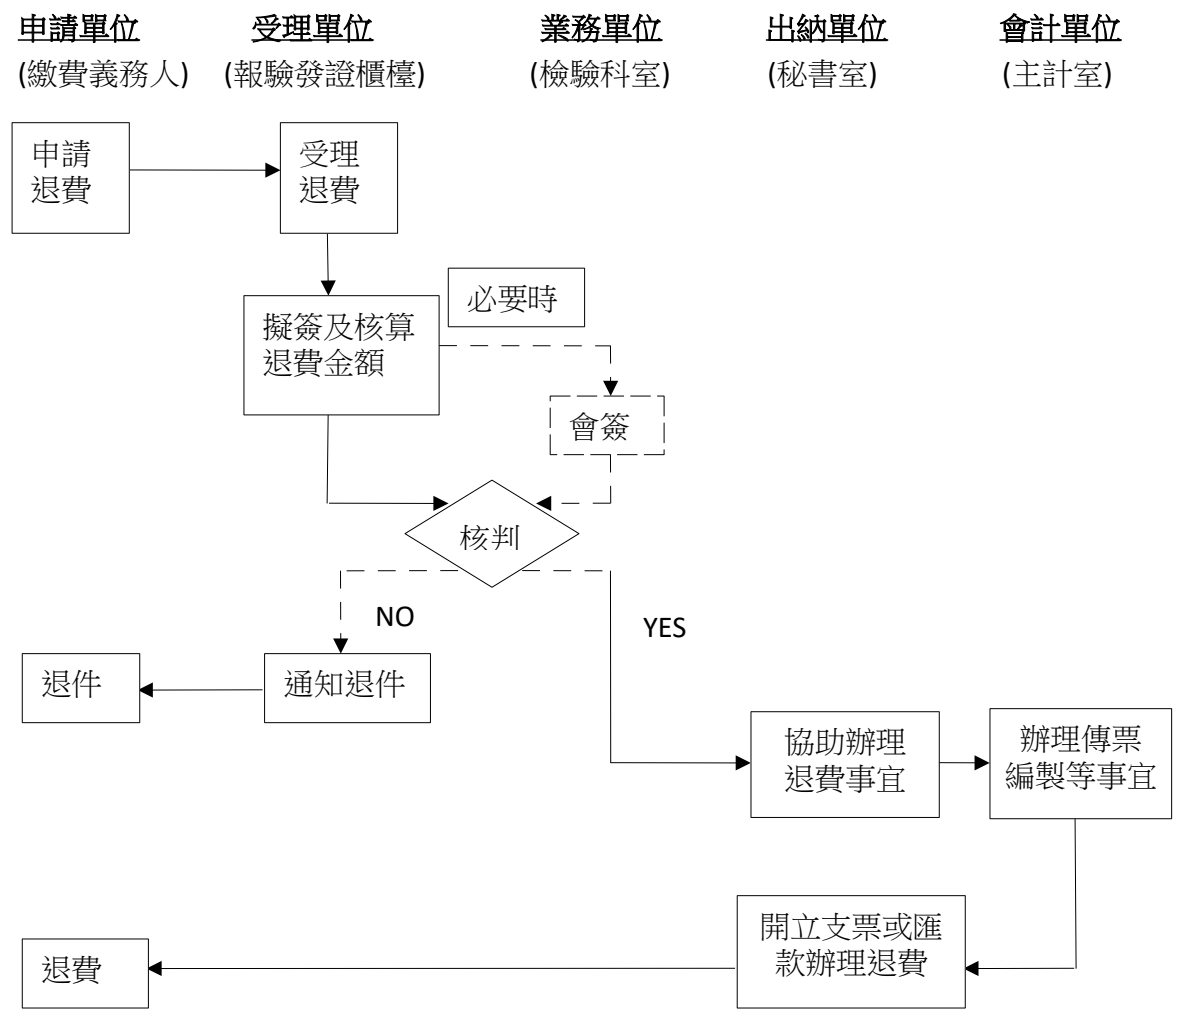 申請單位
受理單位
業務單位
出納單位
會計單位
(繳費義務人)
(報驗發證櫃檯)
(檢驗科室)
(秘書室)
(主計室)
申請
退費
受理
退費
必要時
擬簽及核算
退費金額
會簽
核判
NO
YES
退件
通知退件
協助辦理
退費事宜
辦理傳票
編製等事宜
開立支票或匯
款辦理退費
退費